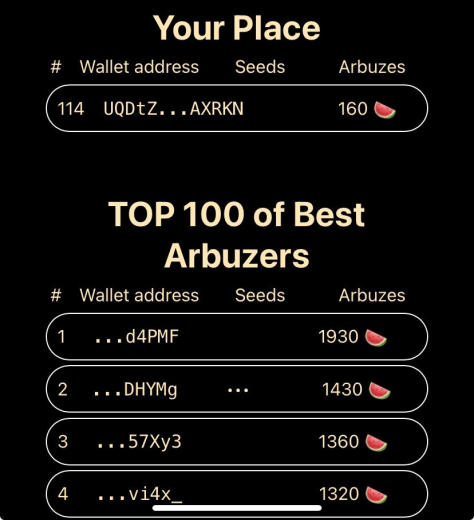 Your Place
# Wallet address Seeds Arbuzes
114 UQDtZ...AXRKN 160 🍉
TOP 100 of Best
Arbuzers
# Wallet address Seeds Arbuzes
1 ...d4PMF 1930 🍉
2 ...DHYMg ... 1430 🍉
3 ...57Xy3 1360 🍉
4 ...vi4x_ 1320 🍉